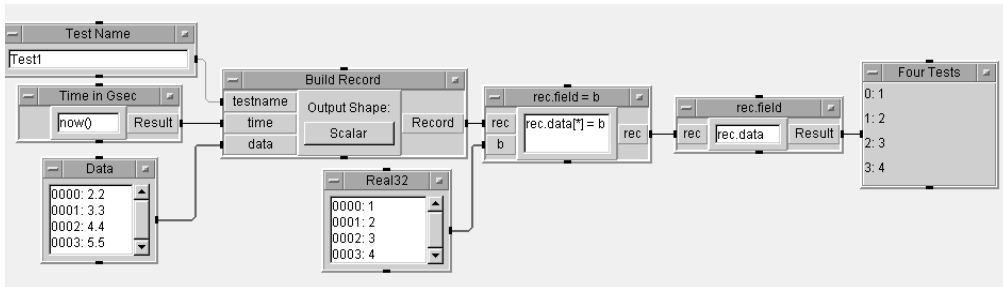 Test Name
Test1
Time in Gsec
now()
Result
Data
0000: 2.2
0001: 3.3
0002: 4.4
0003: 5.5
Build Record
testname
time
data
Output Shape:
Scalar
Record
Real32
0000: 1
0001: 2
0002: 3
0003: 4
rec.field = b
rec
b
rec.data[*] = b
rec
rec.field
rec
rec.data
Result
Four Tests
0: 1
1: 2
2: 3
3: 4